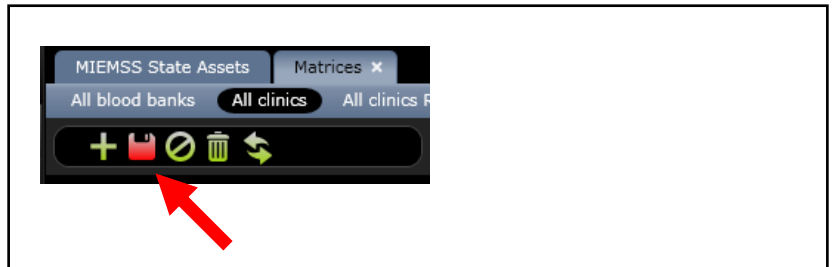 MIEMSS State Assets Matrices ×
All blood banks All clinics All clinics R